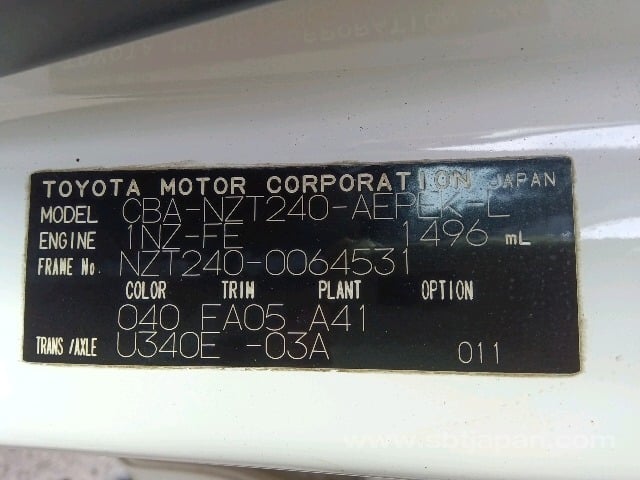 TOYOTA MOTOR CORPORATION JAPAN
MODEL CBA-NZT240-AEPEK-L
ENGINE 1NZ-FE 1496 mL
FRAME No. NZT240-0064531
COLOR TRIM PLANT OPTION
040 FA05 A41
TRANS/AXLE U340E -03A 011
www.sbtjapan.com